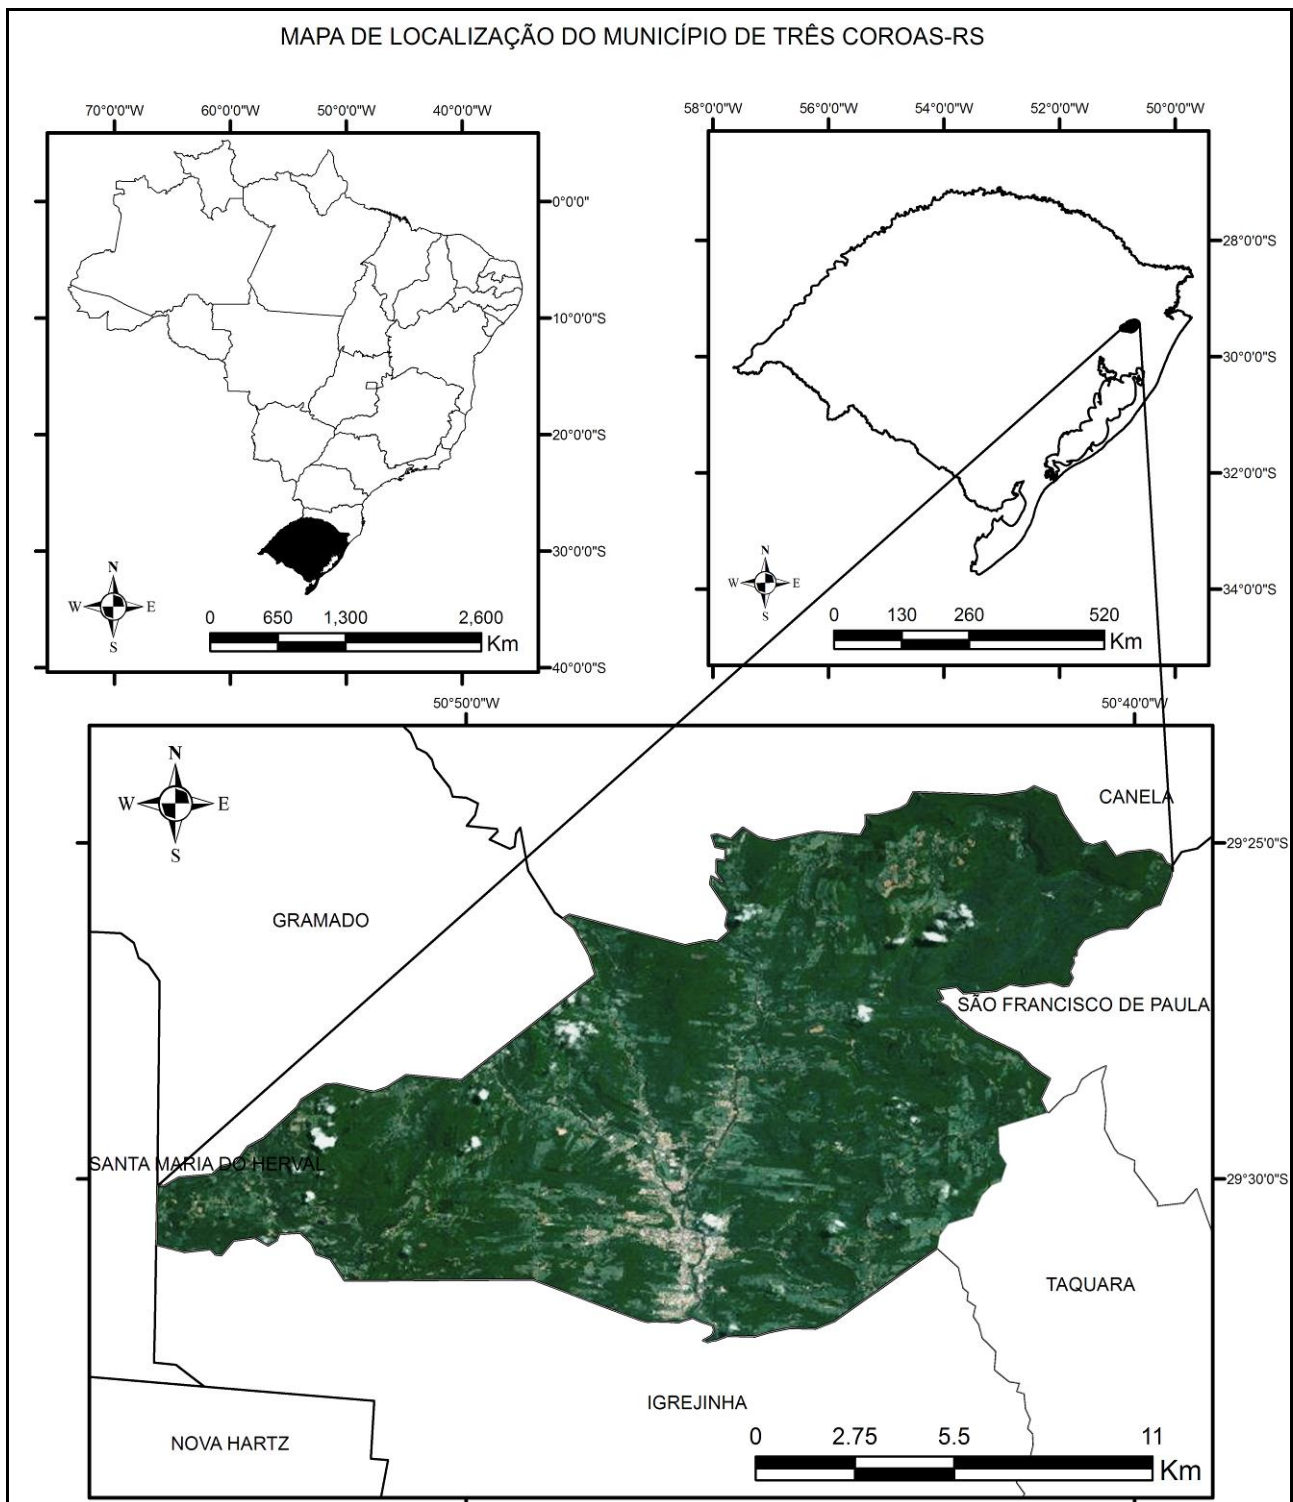 MAPA DE LOCALIZAÇÃO DO MUNICÍPIO DE TRÊS COROAS-RS
70°0'0"W 60°0'0"W 50°0'0"W 40°0'0"W
0°0'0"
10°0'0"S
20°0'0"S
30°0'0"S
40°0'0"S
N
W E
S
0 650 1,300 2,600
Km
58°0'0"W 56°0'0"W 54°0'0"W 52°0'0"W 50°0'0"W
28°0'0"S
30°0'0"S
32°0'0"S
34°0'0"S
N
W E
S
0 130 260 520
Km
50°50'0"W 50°40'0"W
N
W E
S
CANELA
29°25'0"S
GRAMADO
SÃO FRANCISCO DE PAULA
SANTA MARIA DO HERVAL
29°30'0"S
TAQUARA
IGREJINHA
NOVA HARTZ
0 2.75 5.5 11
Km